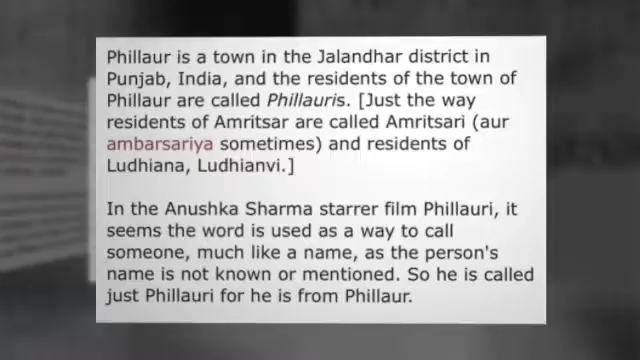 Phillaur is a town in the Jalandhar district in
Punjab, India, and the residents of the town of
Phillaur are called Phillauris. [Just the way
residents of Amritsar are called Amritsari (aur
ambarsariya sometimes) and residents of
Ludhiana, Ludhianvi.]
In the Anushka Sharma starrer film Phillauri, it
seems the word is used as a way to call
someone, much like a name, as the person's
name is not known or mentioned. So he is called
just Phillauri for he is from Phillaur.